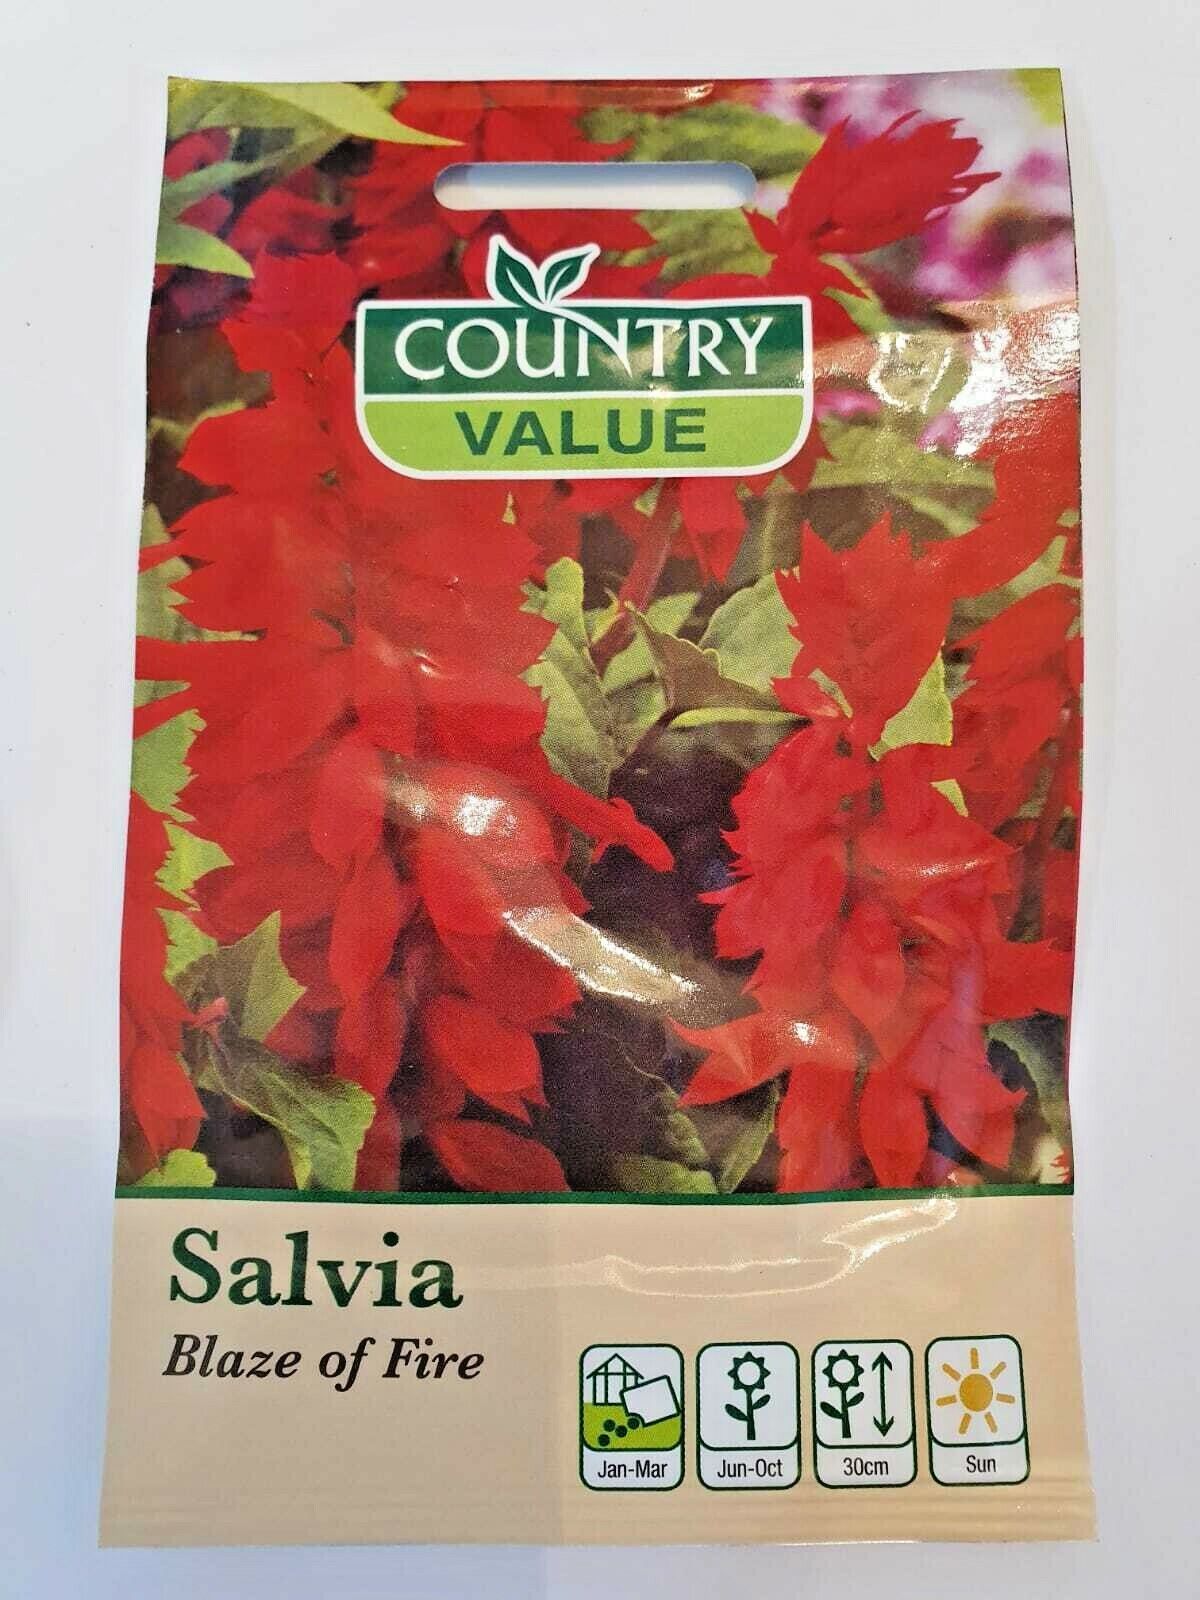 COUNTRY
VALUE
Salvia
Blaze of Fire
Jan-Mar
Jun-Oct
30cm
Sun